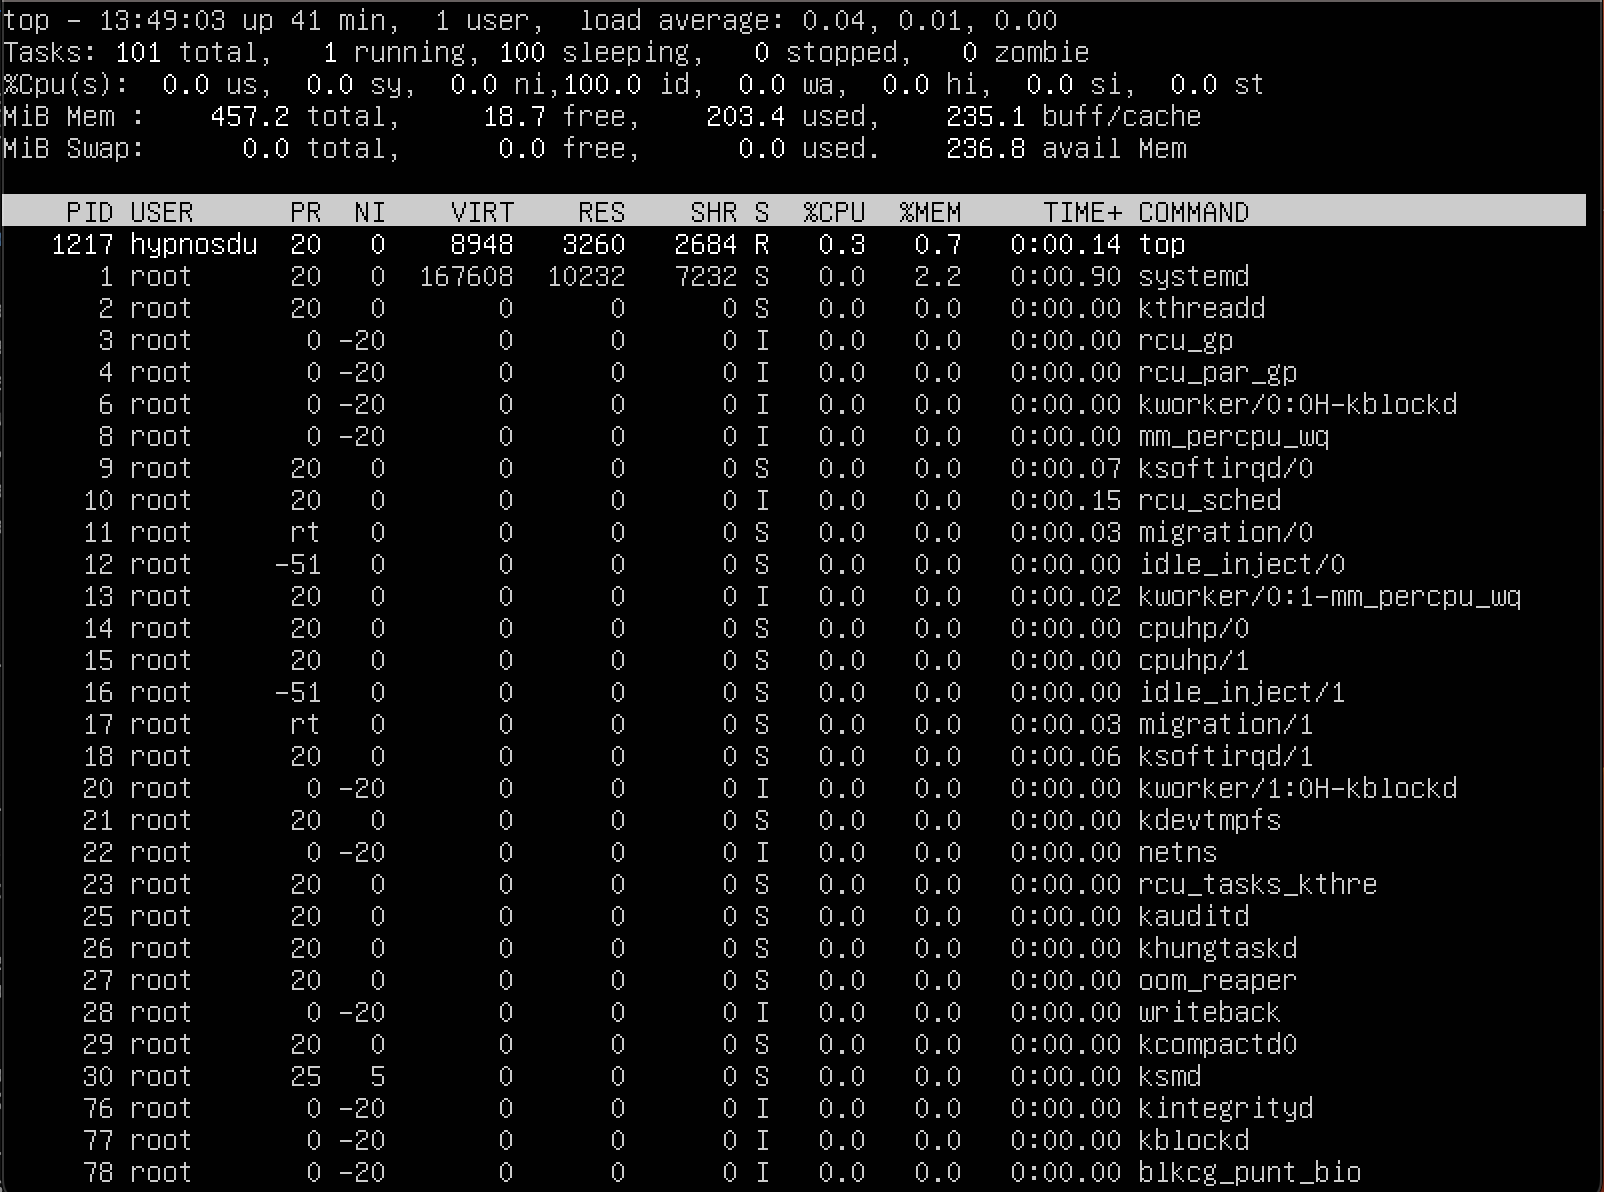 top - 13:49:03 up 41 min,  1 user,  load average: 0.04, 0.01, 0.00
Tasks: 101 total,   1 running, 100 sleeping,   0 stopped,   0 zombie
%Cpu(s):  0.0 us,  0.0 sy,  0.0 ni,100.0 id,  0.0 wa,  0.0 hi,  0.0 si,  0.0 st
MiB Mem :    457.2 total,     18.7 free,    203.4 used,    235.1 buff/cache
MiB Swap:      0.0 total,      0.0 free,      0.0 used.    236.8 avail Mem
    PID USER      PR  NI    VIRT    RES    SHR S  %CPU  %MEM     TIME+ COMMAND
   1217 hypnosdu  20   0    8948   3260   2684 R   0.3   0.7   0:00.14 top
      1 root      20   0  167608  10232   7232 S   0.0   2.2   0:00.90 systemd
      2 root      20   0       0      0      0 S   0.0   0.0   0:00.00 kthreadd
      3 root       0 -20       0      0      0 I   0.0   0.0   0:00.00 rcu_gp
      4 root       0 -20       0      0      0 I   0.0   0.0   0:00.00 rcu_par_gp
      6 root       0 -20       0      0      0 I   0.0   0.0   0:00.00 kworker/0:0H-kblockd
      8 root       0 -20       0      0      0 I   0.0   0.0   0:00.00 mm_percpu_wq
      9 root      20   0       0      0      0 S   0.0   0.0   0:00.07 ksoftirqd/0
     10 root      20   0       0      0      0 I   0.0   0.0   0:00.15 rcu_sched
     11 root      rt   0       0      0      0 S   0.0   0.0   0:00.03 migration/0
     12 root     -51   0       0      0      0 S   0.0   0.0   0:00.00 idle_inject/0
     13 root      20   0       0      0      0 I   0.0   0.0   0:00.02 kworker/0:1-mm_percpu_wq
     14 root      20   0       0      0      0 S   0.0   0.0   0:00.00 cpuhp/0
     15 root      20   0       0      0      0 S   0.0   0.0   0:00.00 cpuhp/1
     16 root     -51   0       0      0      0 S   0.0   0.0   0:00.00 idle_inject/1
     17 root      rt   0       0      0      0 S   0.0   0.0   0:00.03 migration/1
     18 root      20   0       0      0      0 S   0.0   0.0   0:00.06 ksoftirqd/1
     20 root       0 -20       0      0      0 I   0.0   0.0   0:00.00 kworker/1:0H-kblockd
     21 root      20   0       0      0      0 S   0.0   0.0   0:00.00 kdevtmpfs
     22 root       0 -20       0      0      0 I   0.0   0.0   0:00.00 netns
     23 root      20   0       0      0      0 S   0.0   0.0   0:00.00 rcu_tasks_kthre
     25 root      20   0       0      0      0 S   0.0   0.0   0:00.00 kauditd
     26 root      20   0       0      0      0 S   0.0   0.0   0:00.00 khungtaskd
     27 root      20   0       0      0      0 S   0.0   0.0   0:00.00 oom_reaper
     28 root       0 -20       0      0      0 I   0.0   0.0   0:00.00 writeback
     29 root      20   0       0      0      0 S   0.0   0.0   0:00.00 kcompactd0
     30 root      25   5       0      0      0 S   0.0   0.0   0:00.00 ksmd
     76 root       0 -20       0      0      0 I   0.0   0.0   0:00.00 kintegrityd
     77 root       0 -20       0      0      0 I   0.0   0.0   0:00.00 kblockd
     78 root       0 -20       0      0      0 I   0.0   0.0   0:00.00 blkcg_punt_bio